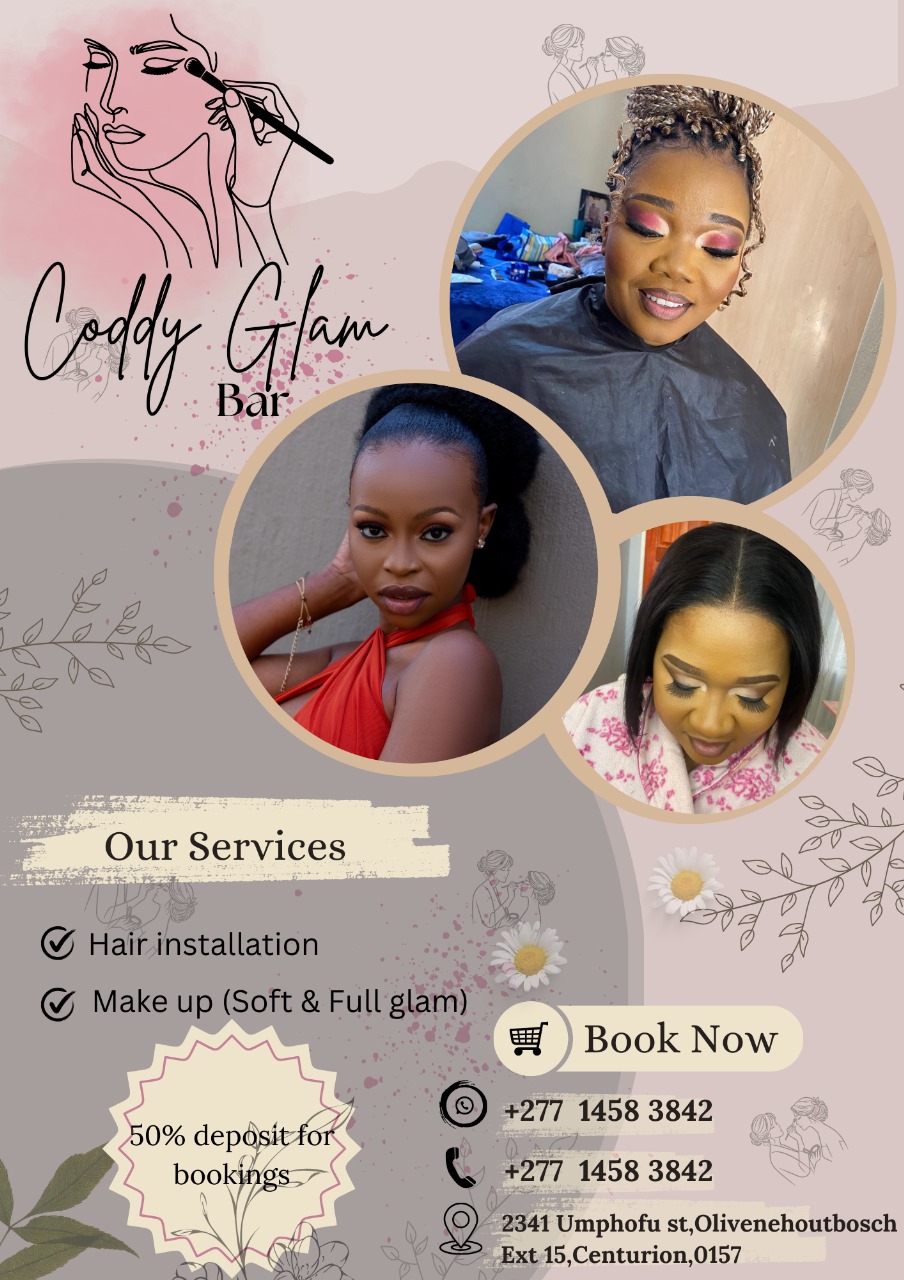 Coddy Glam
Bar
Our Services
Hair installation
Make up (Soft & Full glam)
50% deposit for
bookings
Book Now
+277 1458 3842
+277 1458 3842
2341 Umphofu st,Olivenehoutbosch
Ext 15,Centurion,0157